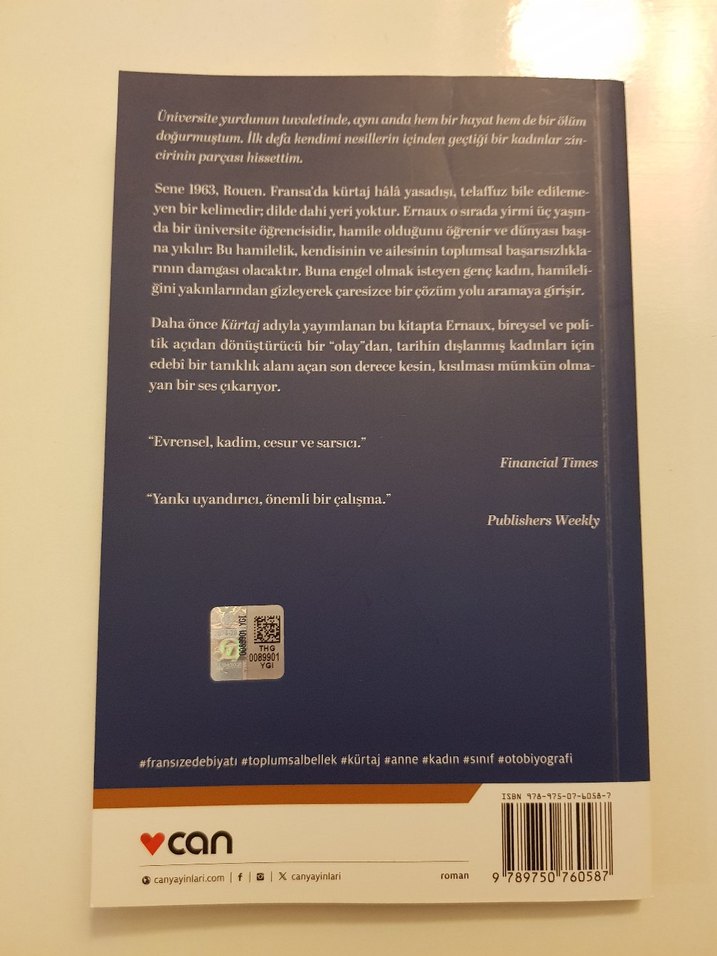 Üniversite yurdunun tuvaletinde, aynı anda hem bir hayat hem de bir ölüm
doğurmuştum. İlk defa kendimi nesillerin içinden geçtiği bir kadınlar zin-
cirinin parçası hissettim.
Sene 1963, Rouen. Fransa'da kürtaj hâlâ yasadışı, telaffuz bile edileme-
yen bir kelimedir; dilde dahi yeri yoktur. Ernaux o sırada yirmi üç yaşın-
da bir üniversite öğrencisidir, hamile olduğunu öğrenir ve dünyası başı-
na yıkılır: Bu hamilelik, kendisinin ve ailesinin toplumsal başarısızlıkla-
rının damgası olacaktır. Buna engel olmak isteyen genç kadın, hamileli-
ğini yakınlarından gizleyerek çaresizce bir çözüm yolu aramaya girişir.
Daha önce Kürtaj adıyla yayımlanan bu kitapta Ernaux, bireysel ve poli-
tik açıdan dönüştürücü bir “olay”dan, tarihin dışlanmış kadınları için
edebî bir tanıklık alanı açan son derece kesin, kısılması mümkün olma-
yan bir ses çıkarıyor.
“Evrensel, kadim, cesur ve sarsıcı.”
Financial Times
“Yankı uyandırıcı, önemli bir çalışma.”
Publishers Weekly
0089901 YGI
THG
0089901
YGI
#fransızedebiyatı #toplumsalbellek #kürtaj #anne #kadın #sınıf #otobiyografi
ISBN 978-975-07-6058-7
can
canyayinlari.com | f | X canyayinlari
roman
9 789750 760587